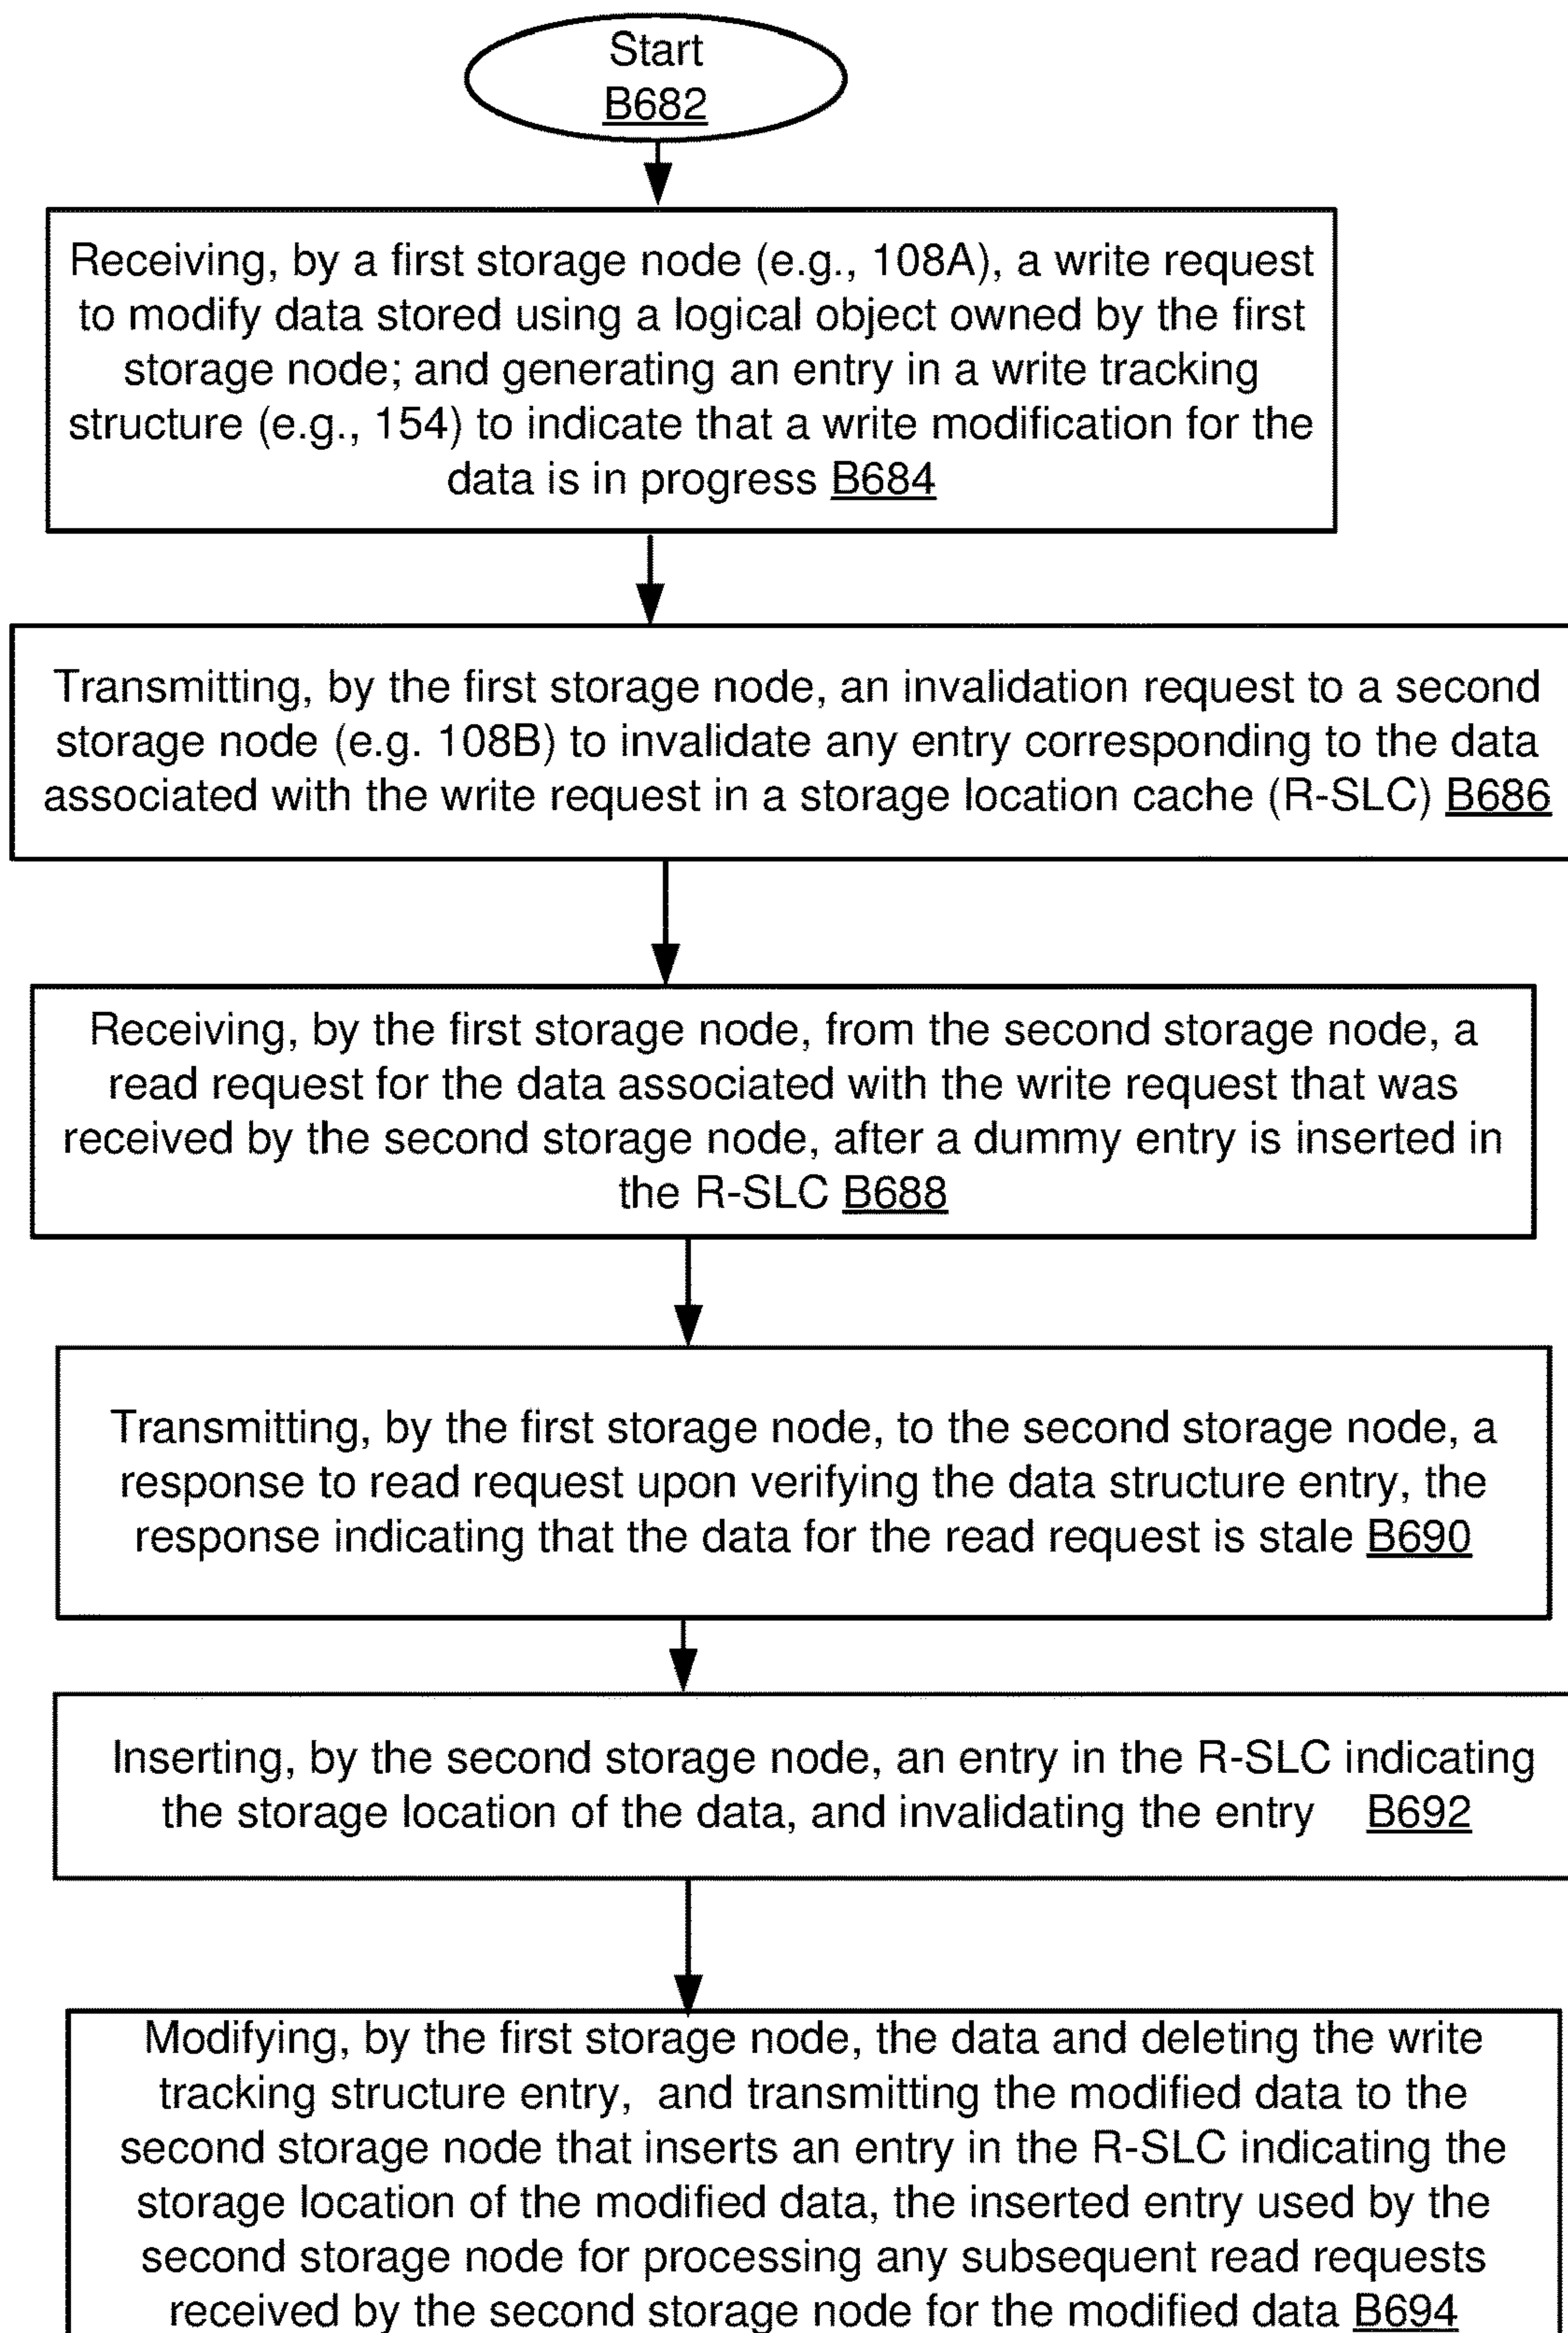 Start
B682
Receiving, by a first storage node (e.g., 108A), a write request
to modify data stored using a logical object owned by the first
storage node; and generating an entry in a write tracking
structure (e.g., 154) to indicate that a write modification for the
data is in progress B684
Transmitting, by the first storage node, an invalidation request to a second
storage node (e.g. 108B) to invalidate any entry corresponding to the data
associated with the write request in a storage location cache (R-SLC) B686
Receiving, by the first storage node, from the second storage node, a
read request for the data associated with the write request that was
received by the second storage node, after a dummy entry is inserted in
the R-SLC B688
Transmitting, by the first storage node, to the second storage node, a
response to read request upon verifying the data structure entry, the
response indicating that the data for the read request is stale B690
Inserting, by the second storage node, an entry in the R-SLC indicating
the storage location of the data, and invalidating the entry B692
Modifying, by the first storage node, the data and deleting the write
tracking structure entry, and transmitting the modified data to the
second storage node that inserts an entry in the R-SLC indicating the
storage location of the modified data, the inserted entry used by the
second storage node for processing any subsequent read requests
received by the second storage node for the modified data B694